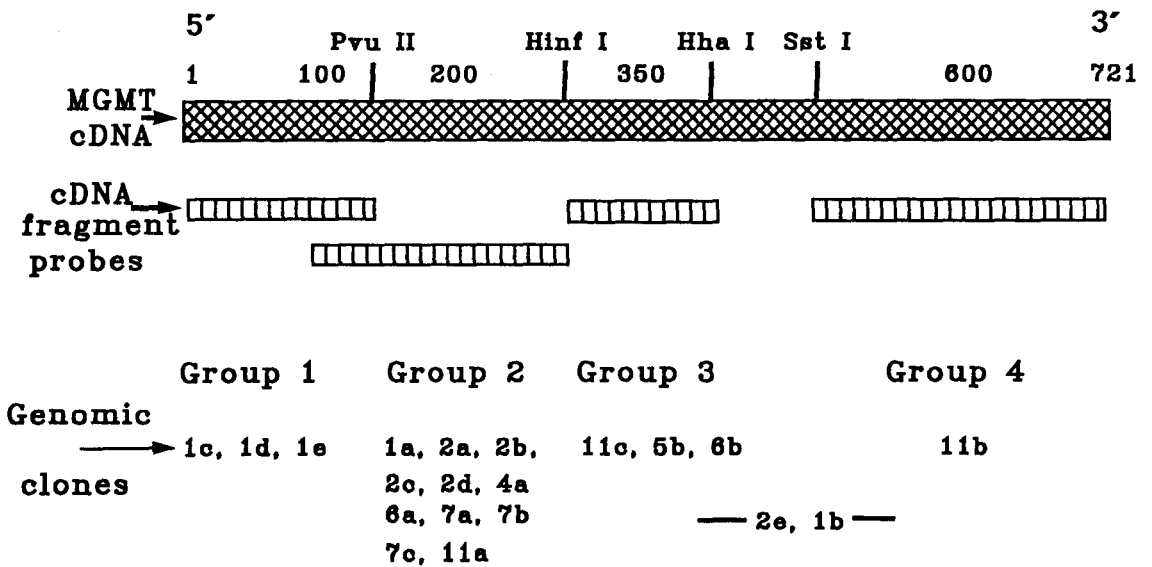 5′ 3′
Pvu II Hinf I Hha I Sst I
1 100 200 350 600 721
MGMT
cDNA
cDNA
fragment
probes
Group 1 Group 2 Group 3 Group 4
Genomic
clones
1c, 1d, 1e
1a, 2a, 2b,
2c, 2d, 4a
6a, 7a, 7b
7c, 11a
11c, 5b, 6b
2e, 1b
11b